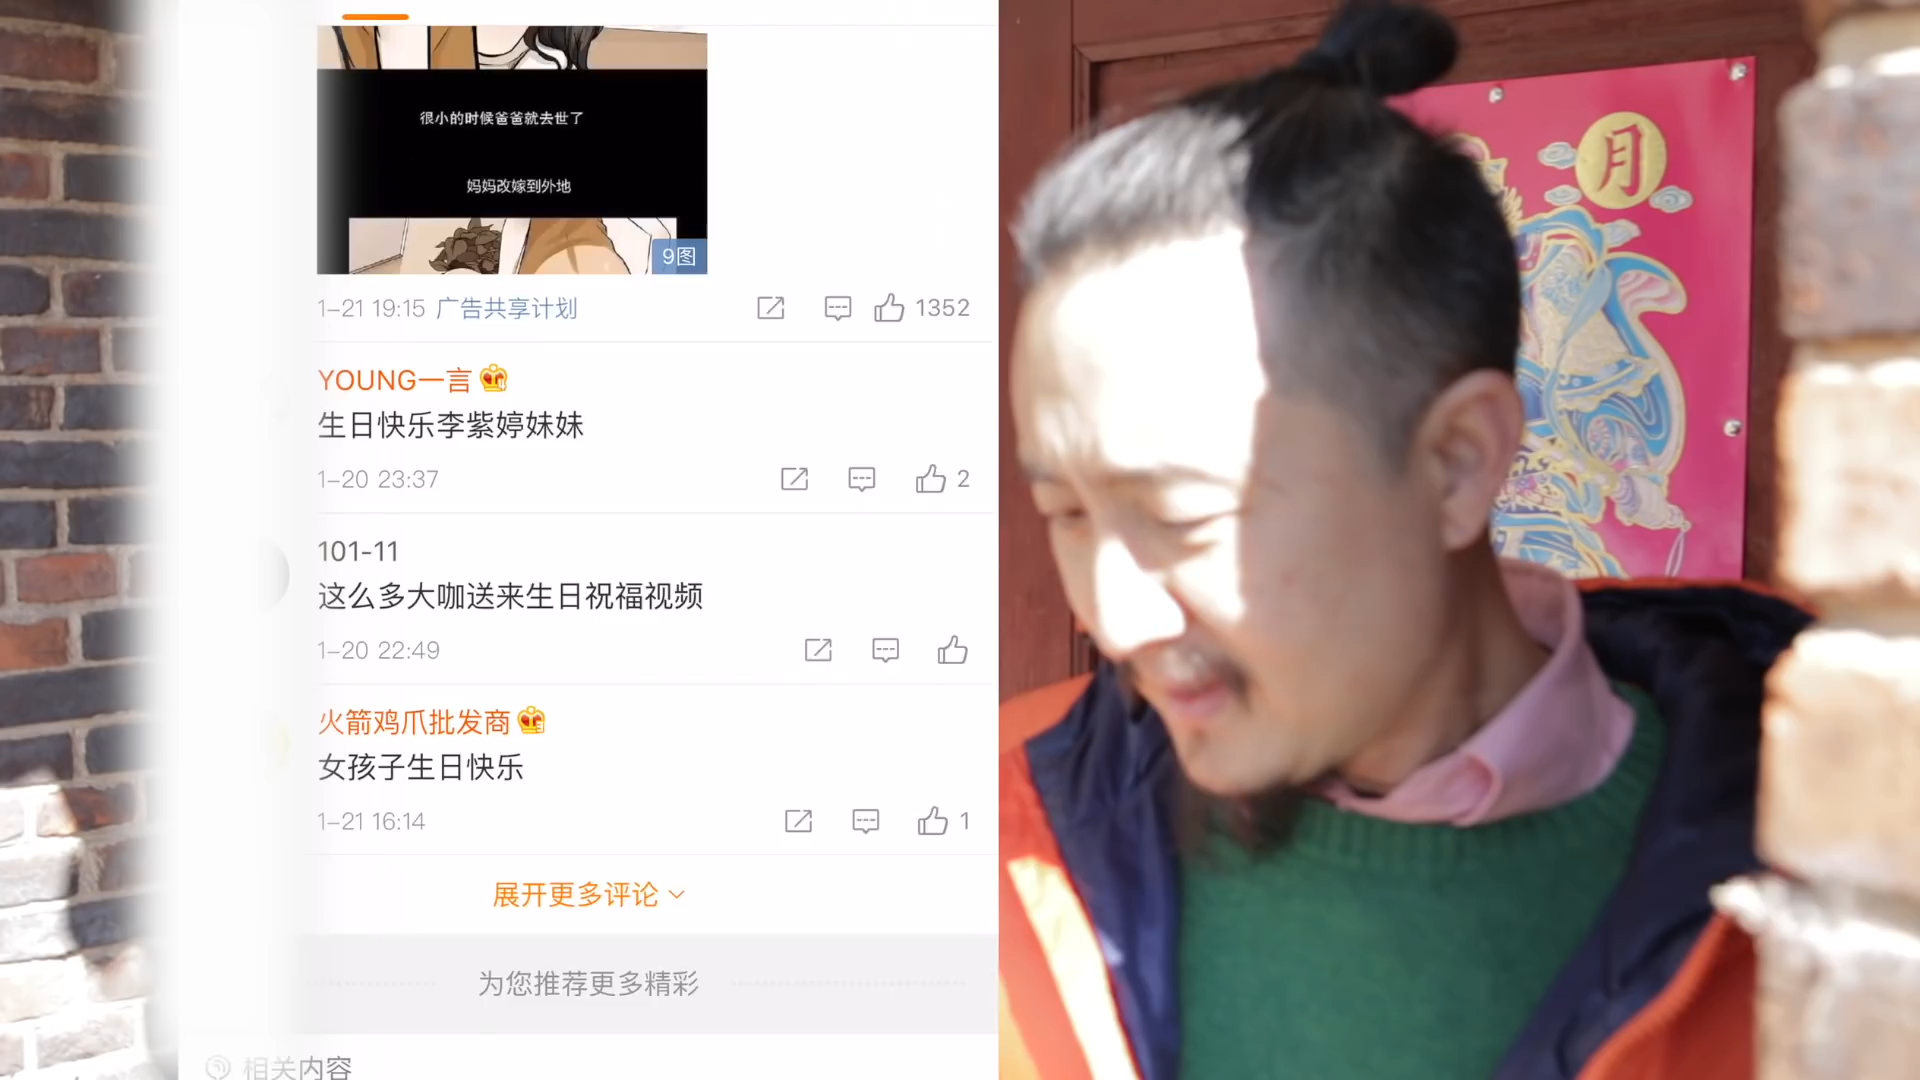 很小的时候爸爸就去世了
妈妈改嫁到外地
9图
1-21 19:15 广告共享计划
1352
YOUNG一言
生日快乐李紫婷妹妹
1-20 23:37
2
101-11
这么多大咖送来生日祝福视频
1-20 22:49
火箭鸡爪批发商
女孩子生日快乐
1-21 16:14
1
展开更多评论
为您推荐更多精彩
相关内容
月